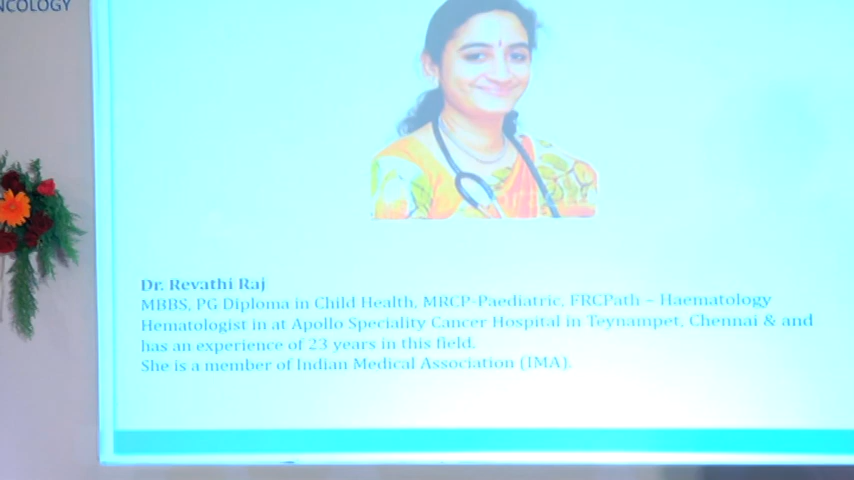 NCOLOGY
Dr. Revathi Raj
MBBS, PG Diploma in Child Health, MRCP-Paediatric, FRCPath – Haematology
Hematologist in at Apollo Speciality Cancer Hospital in Teynampet, Chennai & and
has an experience of 23 years in this field.
She is a member of Indian Medical Association (IMA).